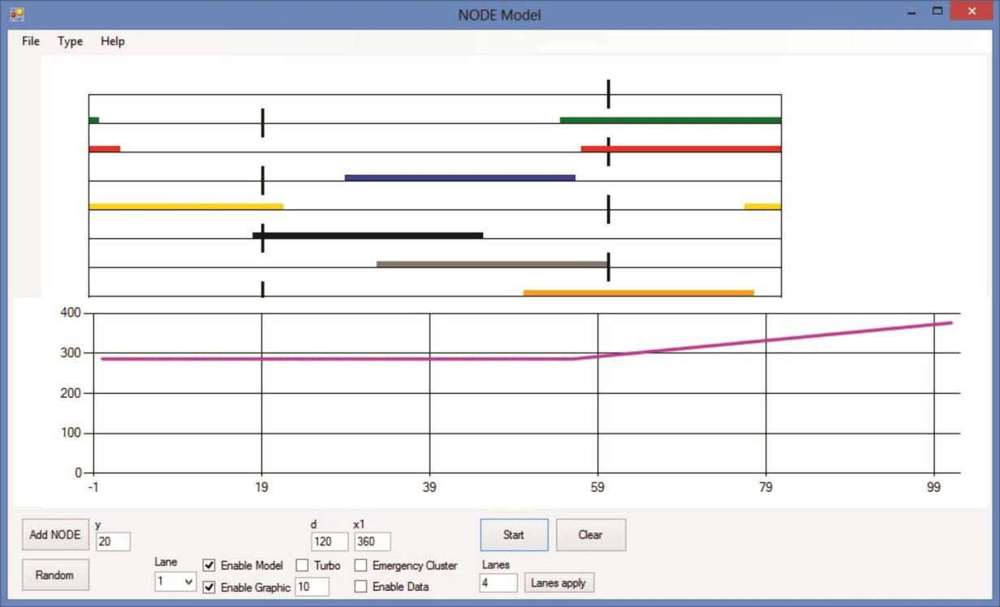 NODE Model
File Type Help
400
300
200
100
0
-1 19 39 59 79 99
Add NODE y 20 d 120 x1 360 Start Clear
Random Lane 1 Enable Model Turbo Emergency Cluster Lanes 4 Lanes apply
Enable Graphic 10 Enable Data